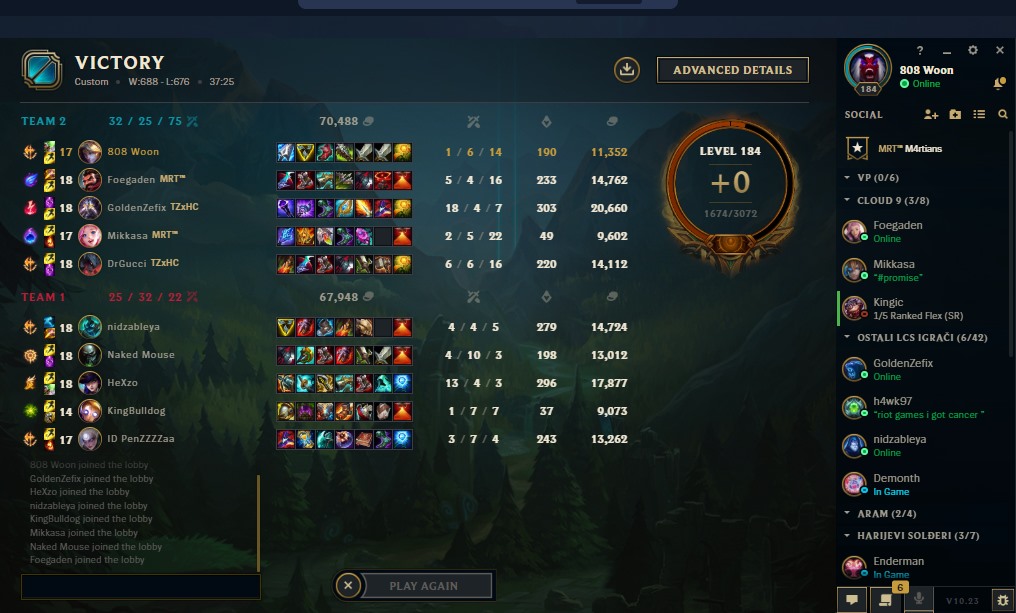 VICTORY
Custom • W:688 - L:676 • 37:25
ADVANCED DETAILS
TEAM 2 32 / 25 / 75 70,488
17 808 Woon 1 / 6 / 14 190 11,352
18 Foegaden MRT™ 5 / 4 / 16 233 14,762
18 GoldenZefix TZxHC 18 / 4 / 7 303 20,660
17 Mikkasa MRT™ 2 / 5 / 22 49 9,602
18 DrGucci TZxHC 6 / 6 / 16 220 14,112
TEAM 1 25 / 32 / 22 67,948
18 nidzableya 4 / 4 / 5 279 14,724
18 Naked Mouse 4 / 10 / 3 198 13,012
18 HeXzo 13 / 4 / 3 296 17,877
14 KingBulldog 1 / 7 / 7 37 9,073
17 ID PenZZZZaa 3 / 7 / 4 243 13,262
LEVEL 184
+0
1674/3072
808 Woon joined the lobby
GoldenZefix joined the lobby
HeXzo joined the lobby
nidzableya joined the lobby
KingBulldog joined the lobby
Mikkasa joined the lobby
Naked Mouse joined the lobby
Foegaden joined the lobby
PLAY AGAIN
?
808 Woon
184
Online
SOCIAL
MRT™ M4rtians
VP (0/6)
CLOUD 9 (3/8)
Foegaden
Online
Mikkasa
"#promise"
Kingic
1/5 Ranked Flex (SR)
OSTALI LCS IGRAČI (6/42)
GoldenZefix
Online
h4wk97
"riot games i got cancer "
nidzableya
Online
Demonth
In Game
ARAM (2/4)
HARIJEVI SOLĐERI (3/7)
Enderman
In Game
6
V10.23